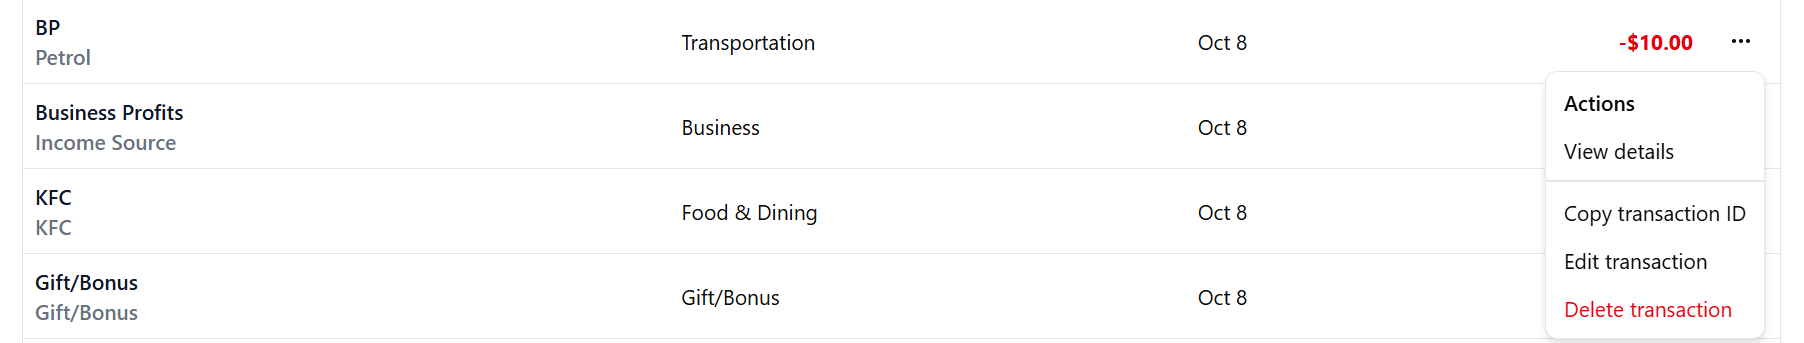 BP
Petrol
Transportation
Oct 8
-$10.00
Business Profits
Income Source
Business
Oct 8
KFC
KFC
Food & Dining
Oct 8
Gift/Bonus
Gift/Bonus
Gift/Bonus
Oct 8
Actions
View details
Copy transaction ID
Edit transaction
Delete transaction